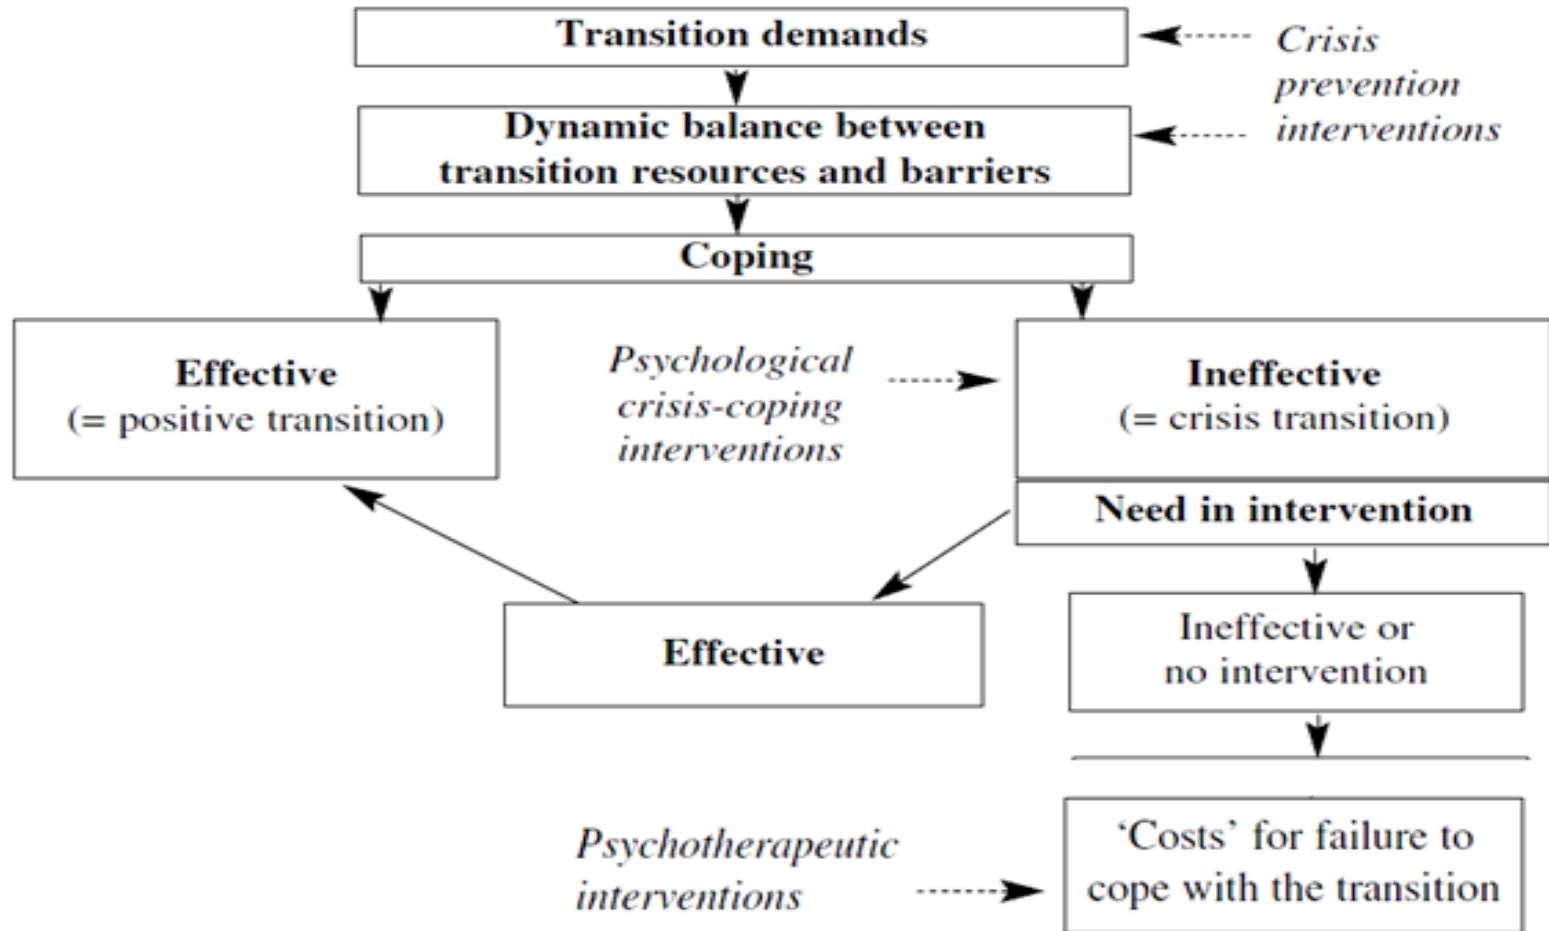 Transition demands
Crisis
prevention
interventions
Dynamic balance between
transition resources and barriers
Coping
Effective
(= positive transition)
Psychological
crisis-coping
interventions
Ineffective
(= crisis transition)
Need in intervention
Effective
Ineffective or
no intervention
Psychotherapeutic
interventions
‘Costs’ for failure to
cope with the transition